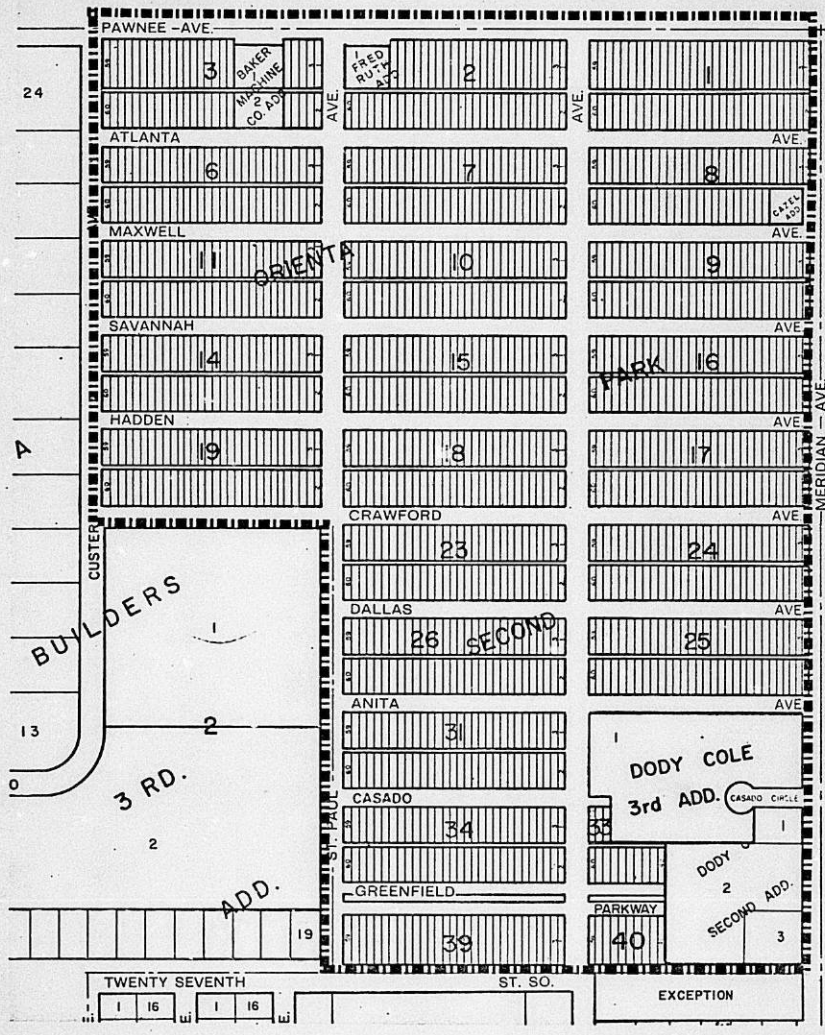 PAWNEE - AVE.
3
BAKER
1
MACHINE
2
CO. ADD
1
FRED
RUTH
ADD
2
1
24
AVE.
AVE.
ATLANTA
AVE.
6
7
8
CAZEL
ADD.
MAXWELL
AVE.
11
ORIENTA
10
9
SAVANNAH
AVE.
14
15
PARK
16
HADDEN
AVE.
A
19
18
17
MERIDIAN - AVE.
CRAWFORD
AVE.
CUSTER
23
24
BUILDERS
1
DALLAS
AVE
26
SECOND
25
ANITA
AVE
13
2
31
1
DODY COLE
3rd ADD.
CASADO CIRCLE
3 RD.
CASADO
34
33
1
2
ST. PAUL
DODY
2
SECOND ADD.
3
ADD.
GREENFIELD
PARKWAY
19
39
40
TWENTY SEVENTH
ST. SO.
1 16
1 16
EXCEPTION